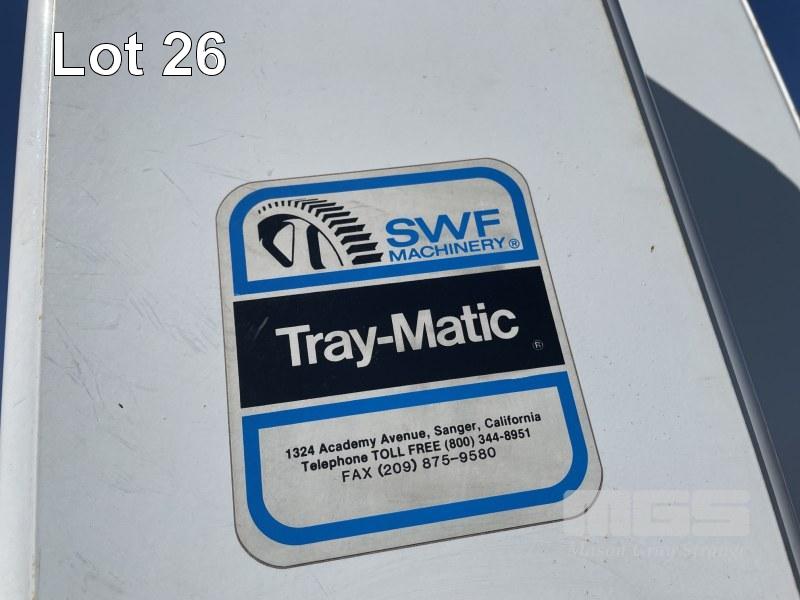 Lot 26
SWF
MACHINERY®
Tray-Matic ®
1324 Academy Avenue, Sanger, California
Telephone TOLL FREE (800) 344-8951
FAX (209) 875-9580
MGS
Mason Gray Strange